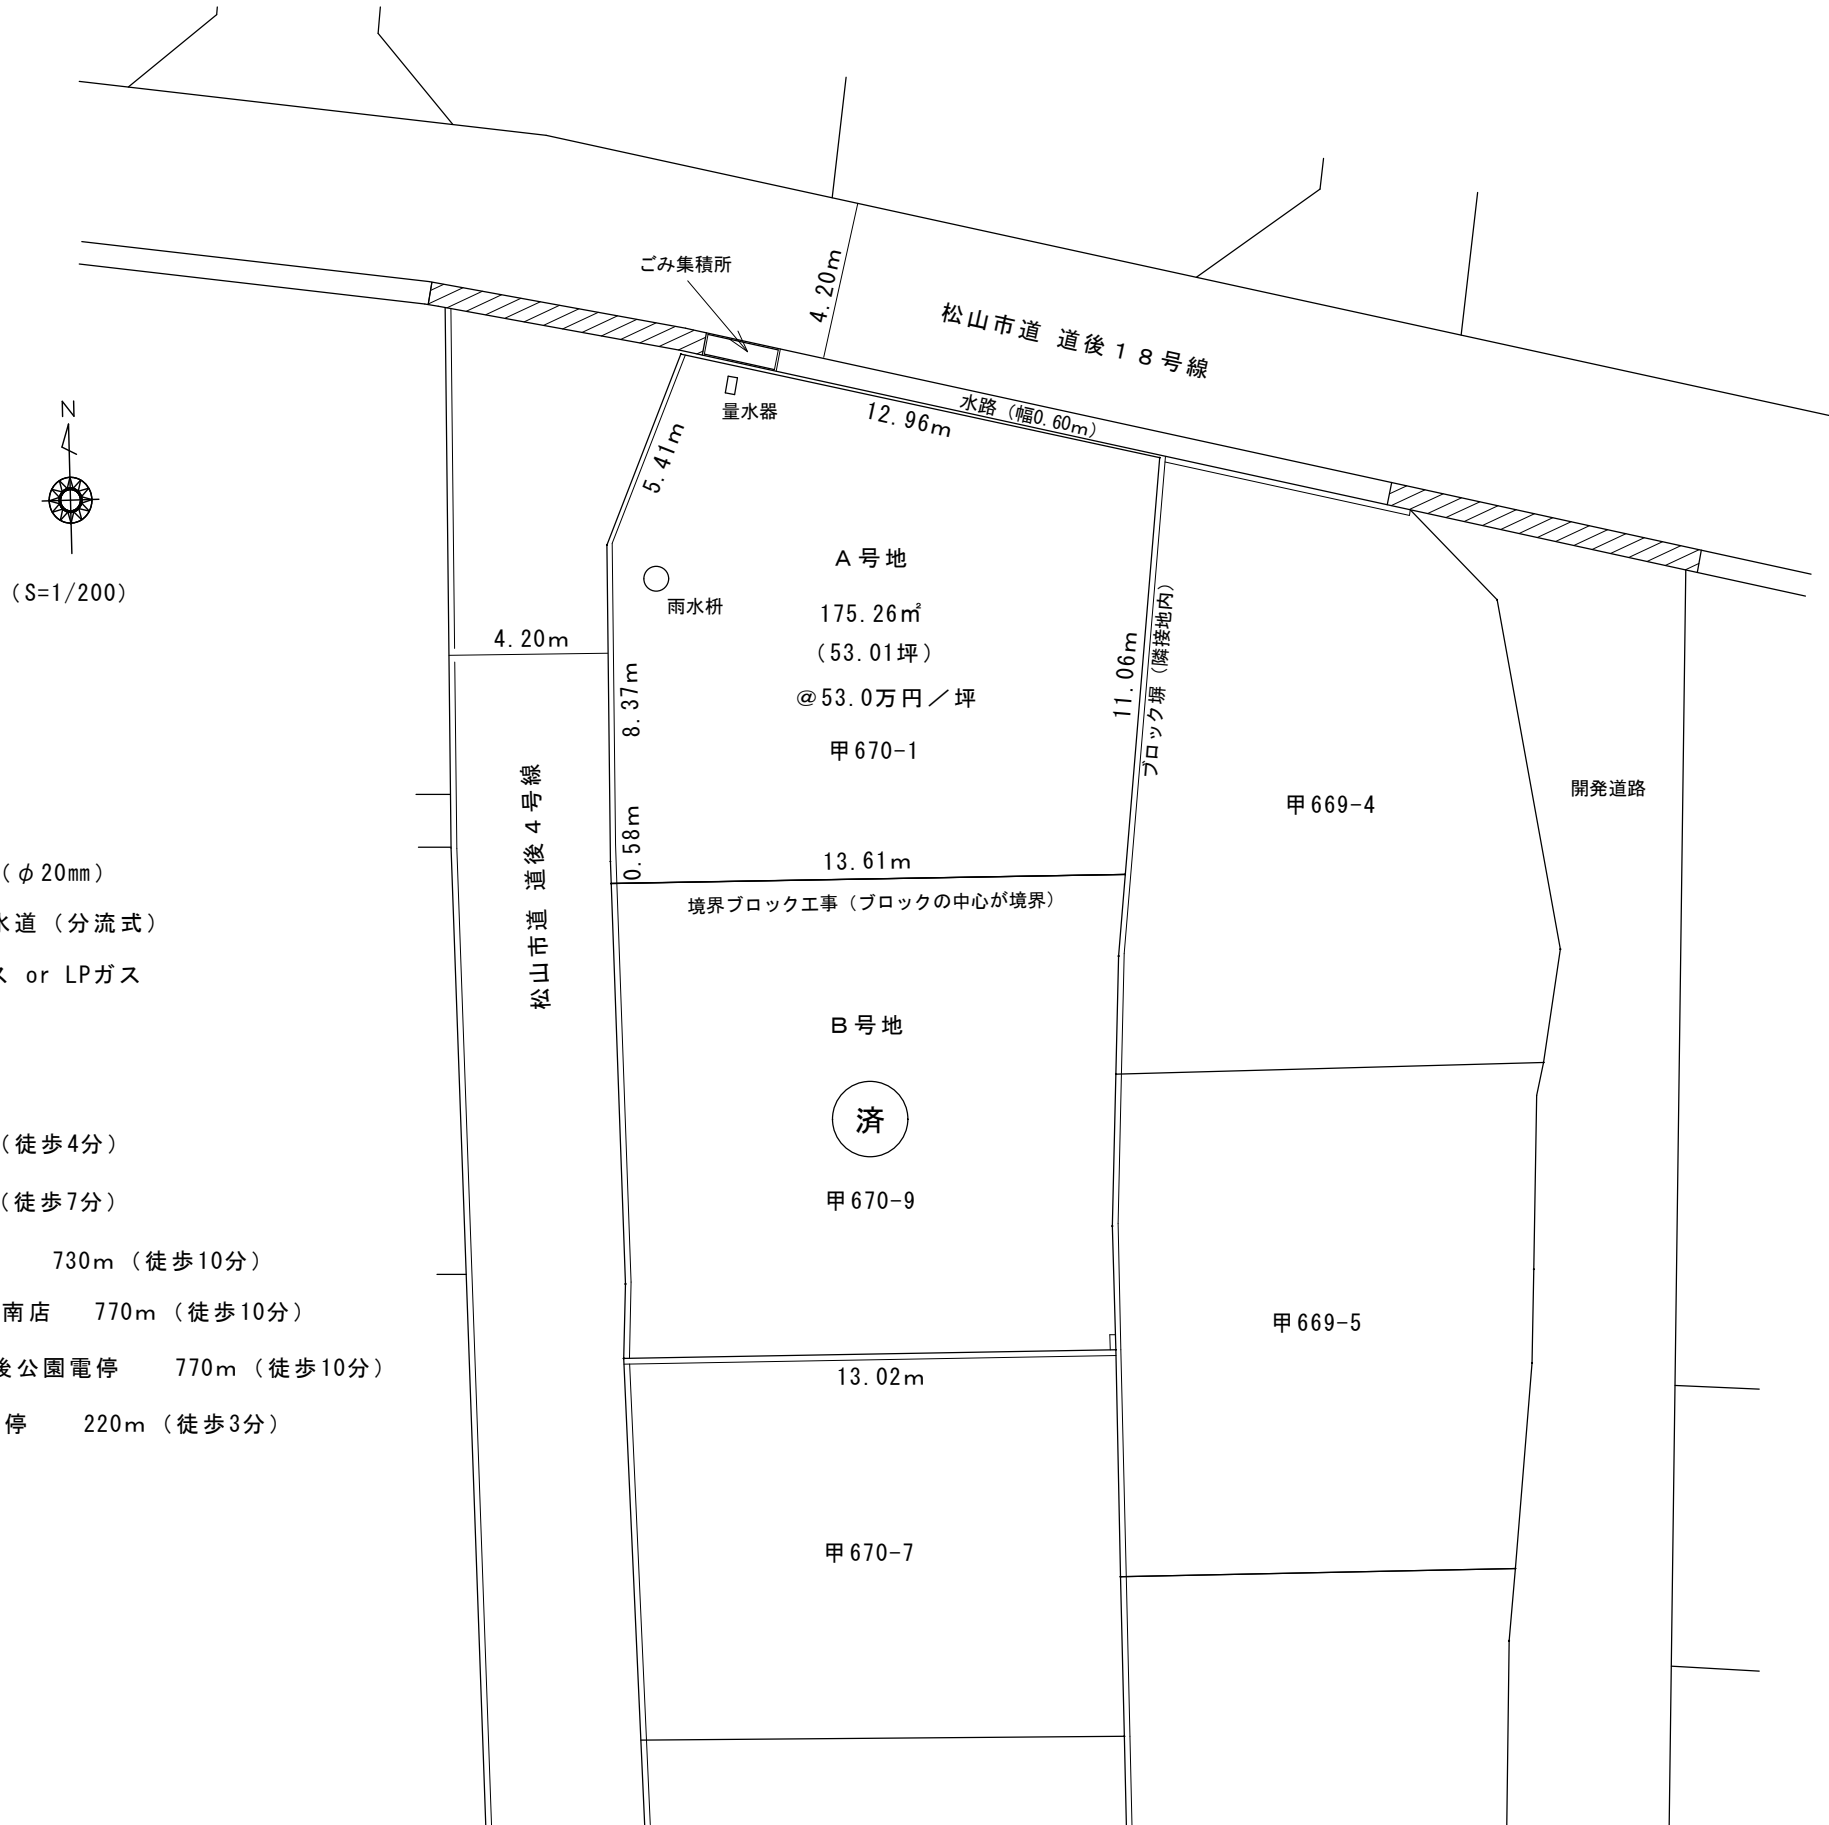 ごみ集積所
4.20m
松山市道 道後18号線
水路（幅0.60m）
12.96m
量水器
5.41m
N
（S=1/200）
雨水枡
4.20m
8.37m
0.58m
A号地
175.26㎡
（53.01坪）
@53.0万円／坪
甲670-1
11.06m
ブロック塀（隣接地内）
甲669-4
開発道路
松山市道 道後4号線
13.61m
境界ブロック工事（ブロックの中心が境界）
（φ20㎜）
水道（分流式）
ス or LPガス
B号地
済
甲670-9
（徒歩4分）
（徒歩7分）
730m（徒歩10分）
南店 770m（徒歩10分）
後公園電停 770m（徒歩10分）
停 220m（徒歩3分）
13.02m
甲669-5
甲670-7